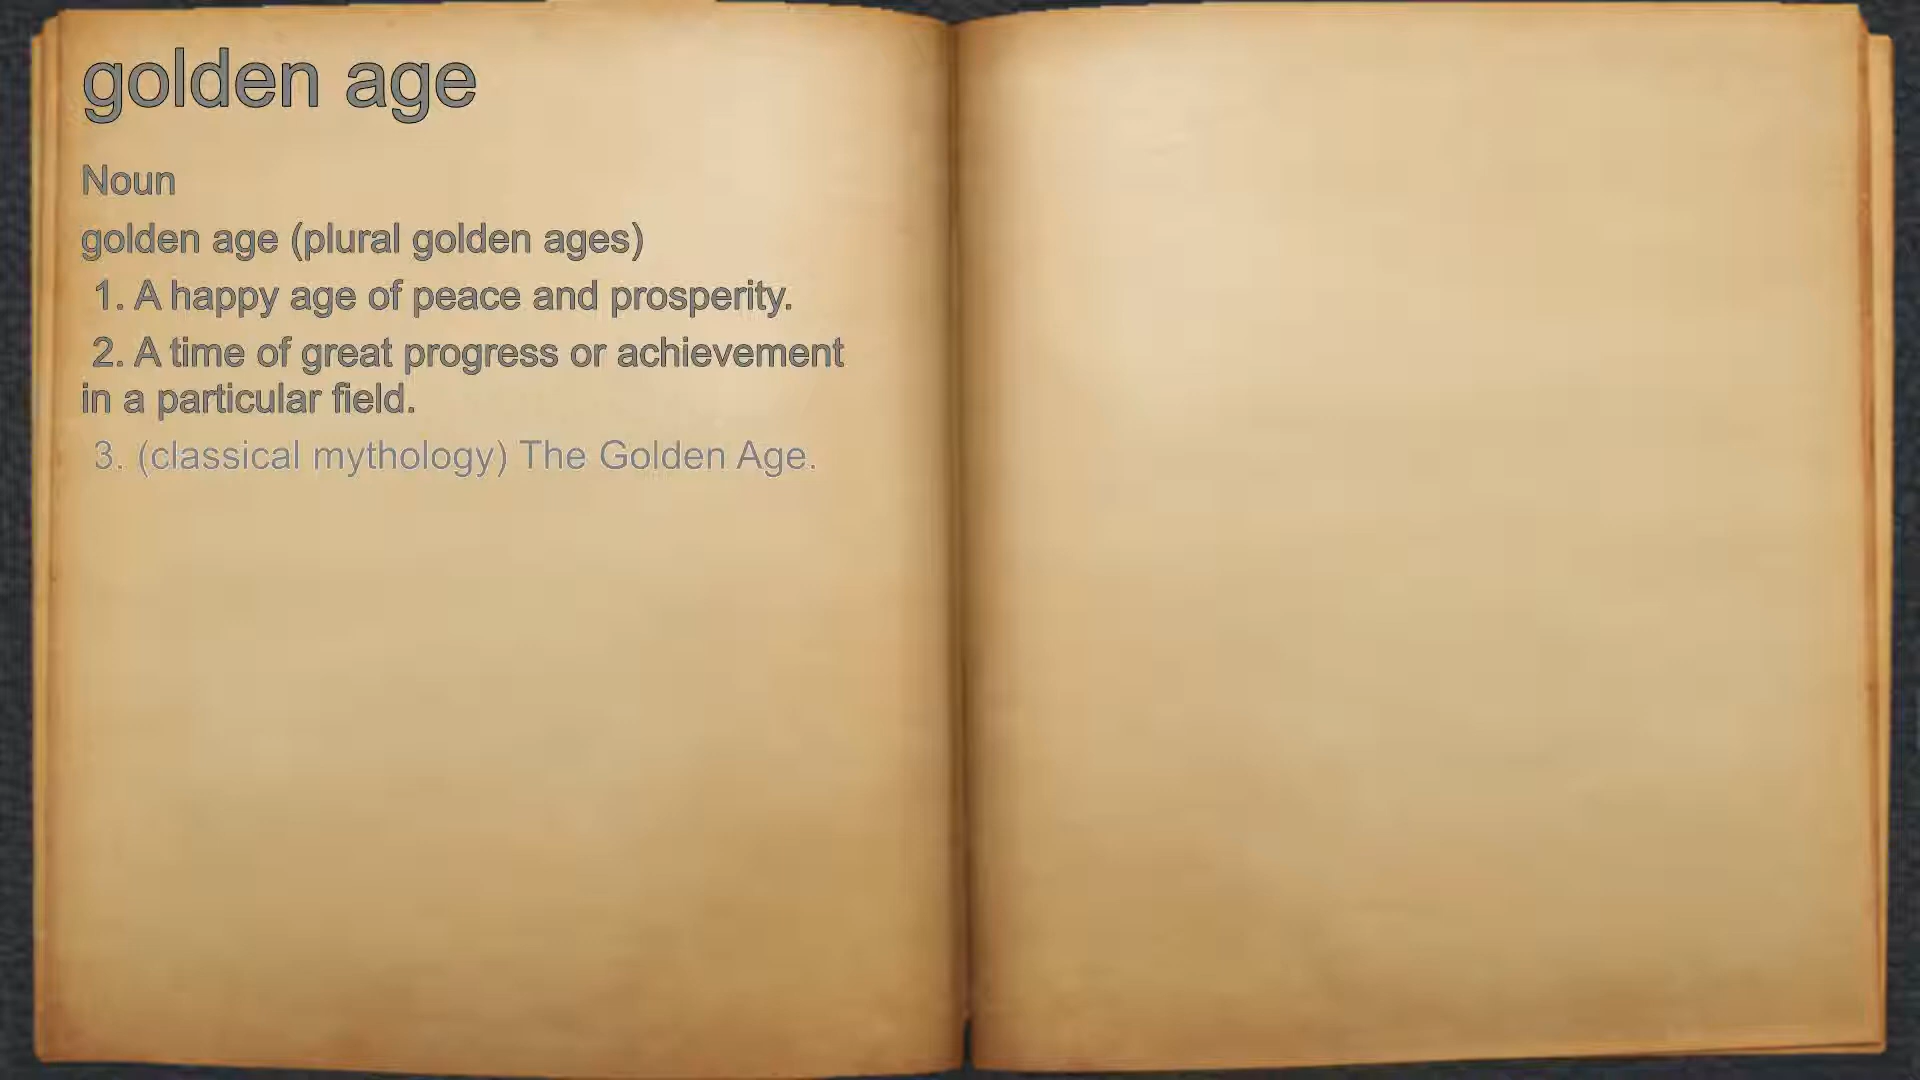 golden age
Noun
golden age (plural golden ages)
1. A happy age of peace and prosperity.
2. A time of great progress or achievement
in a particular field.
3. (classical mythology) The Golden Age.